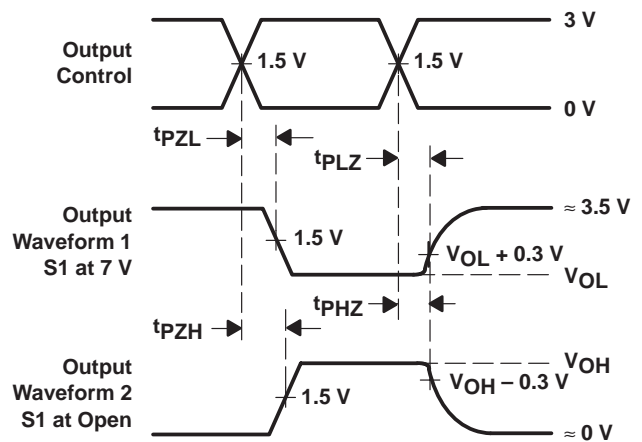 3 V
Output
Control
1.5 V
1.5 V
0 V
tPZL
tPLZ
Output
Waveform 1
S1 at 7 V
≈ 3.5 V
1.5 V
VOL + 0.3 V
VOL
tPZH
tPHZ
Output
Waveform 2
S1 at Open
VOH
1.5 V
VOH – 0.3 V
≈ 0 V